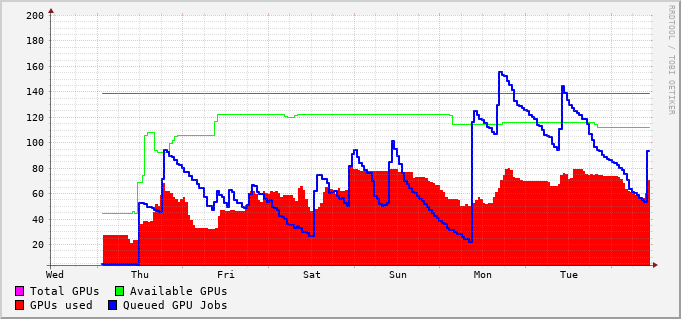 200
180
160
140
120
100
80
60
40
20
Wed Thu Fri Sat Sun Mon Tue
Total GPUs Available GPUs
GPUs used Queued GPU Jobs
RRDTOOL / TOBI OETIKER